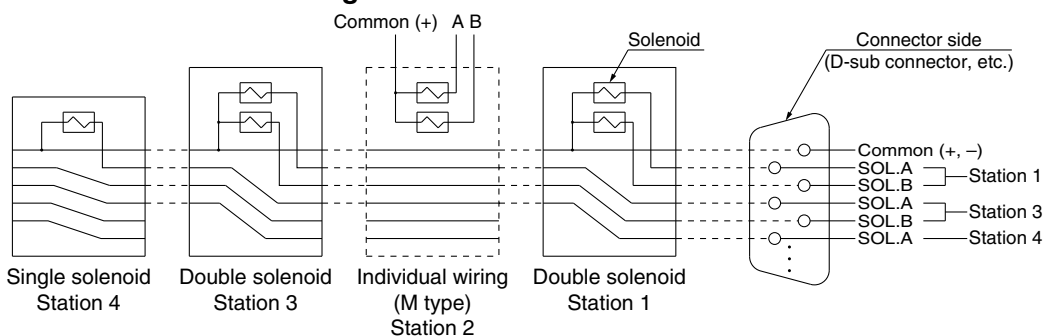 Common (+) A B
Solenoid
Connector side
(D-sub connector, etc.)
Common (+, –)
SOL.A
SOL.B
Station 1
SOL.A
SOL.B
Station 3
SOL.A
Station 4
Single solenoid
Station 4
Double solenoid
Station 3
Individual wiring
(M type)
Station 2
Double solenoid
Station 1